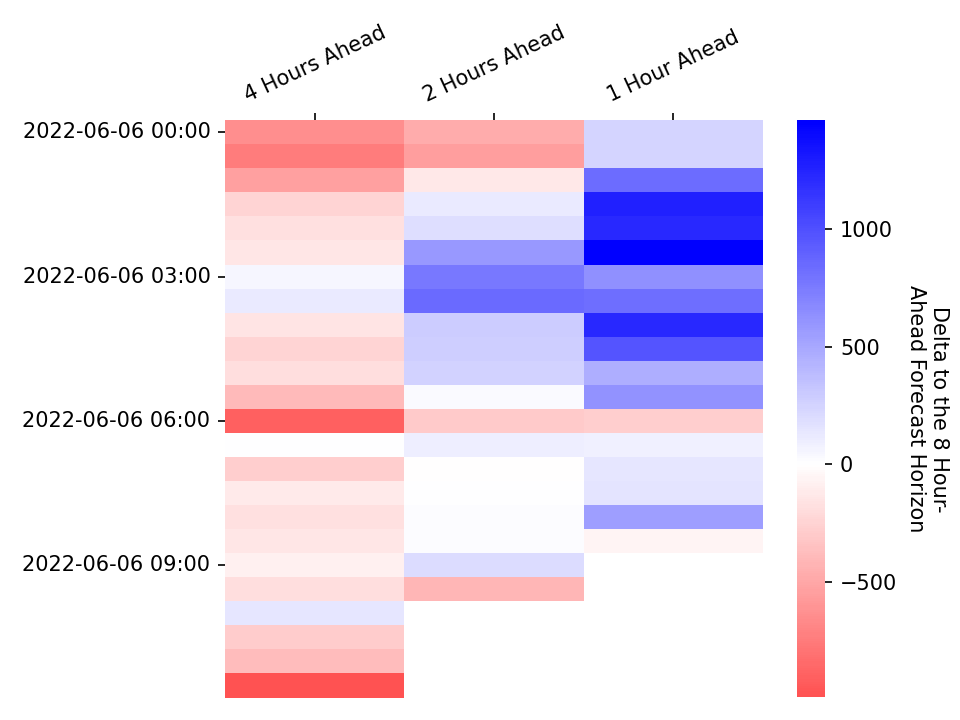 4 Hours Ahead
2 Hours Ahead
1 Hour Ahead
2022-06-06 00:00
2022-06-06 03:00
2022-06-06 06:00
2022-06-06 09:00
1000
500
0
−500
Delta to the 8 Hour-
Ahead Forecast Horizon